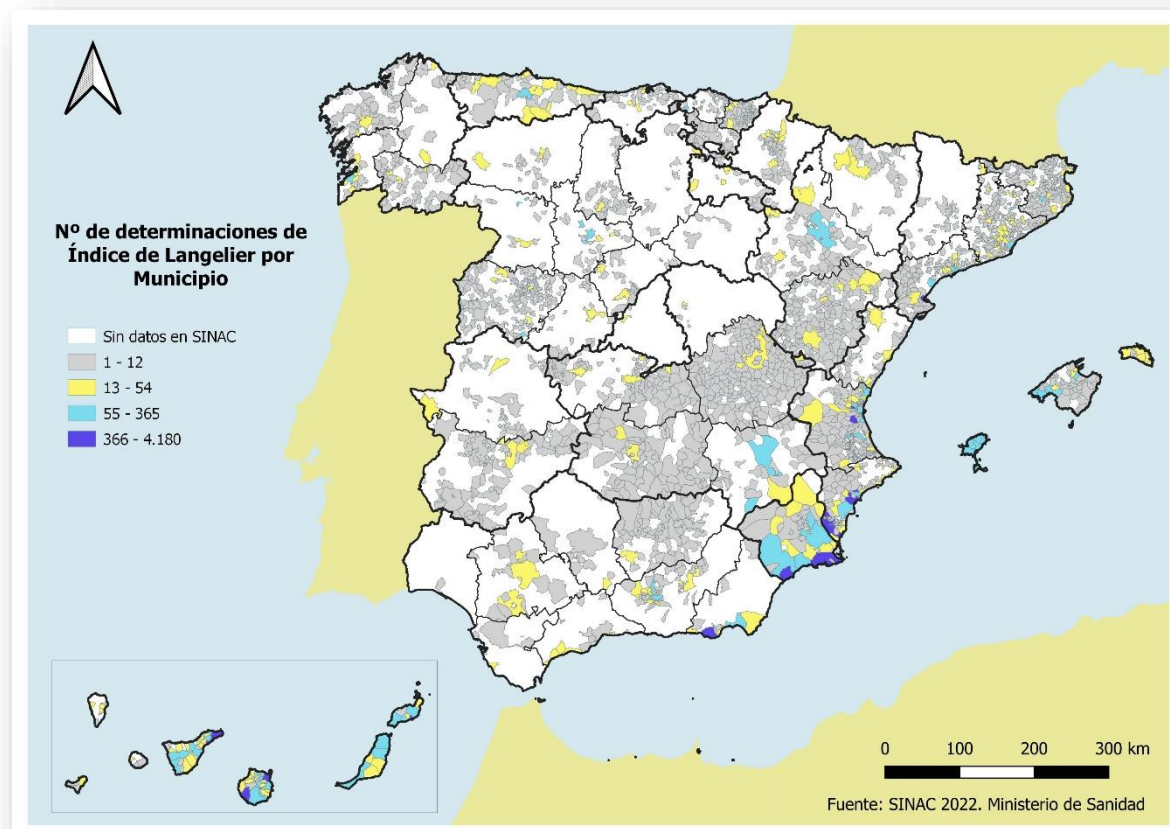 Nº de determinaciones de
Índice de Langelier por
Municipio
Sin datos en SINAC
1 - 12
13 - 54
55 - 365
366 - 4.180
0 100 200 300 km
Fuente: SINAC 2022. Ministerio de Sanidad